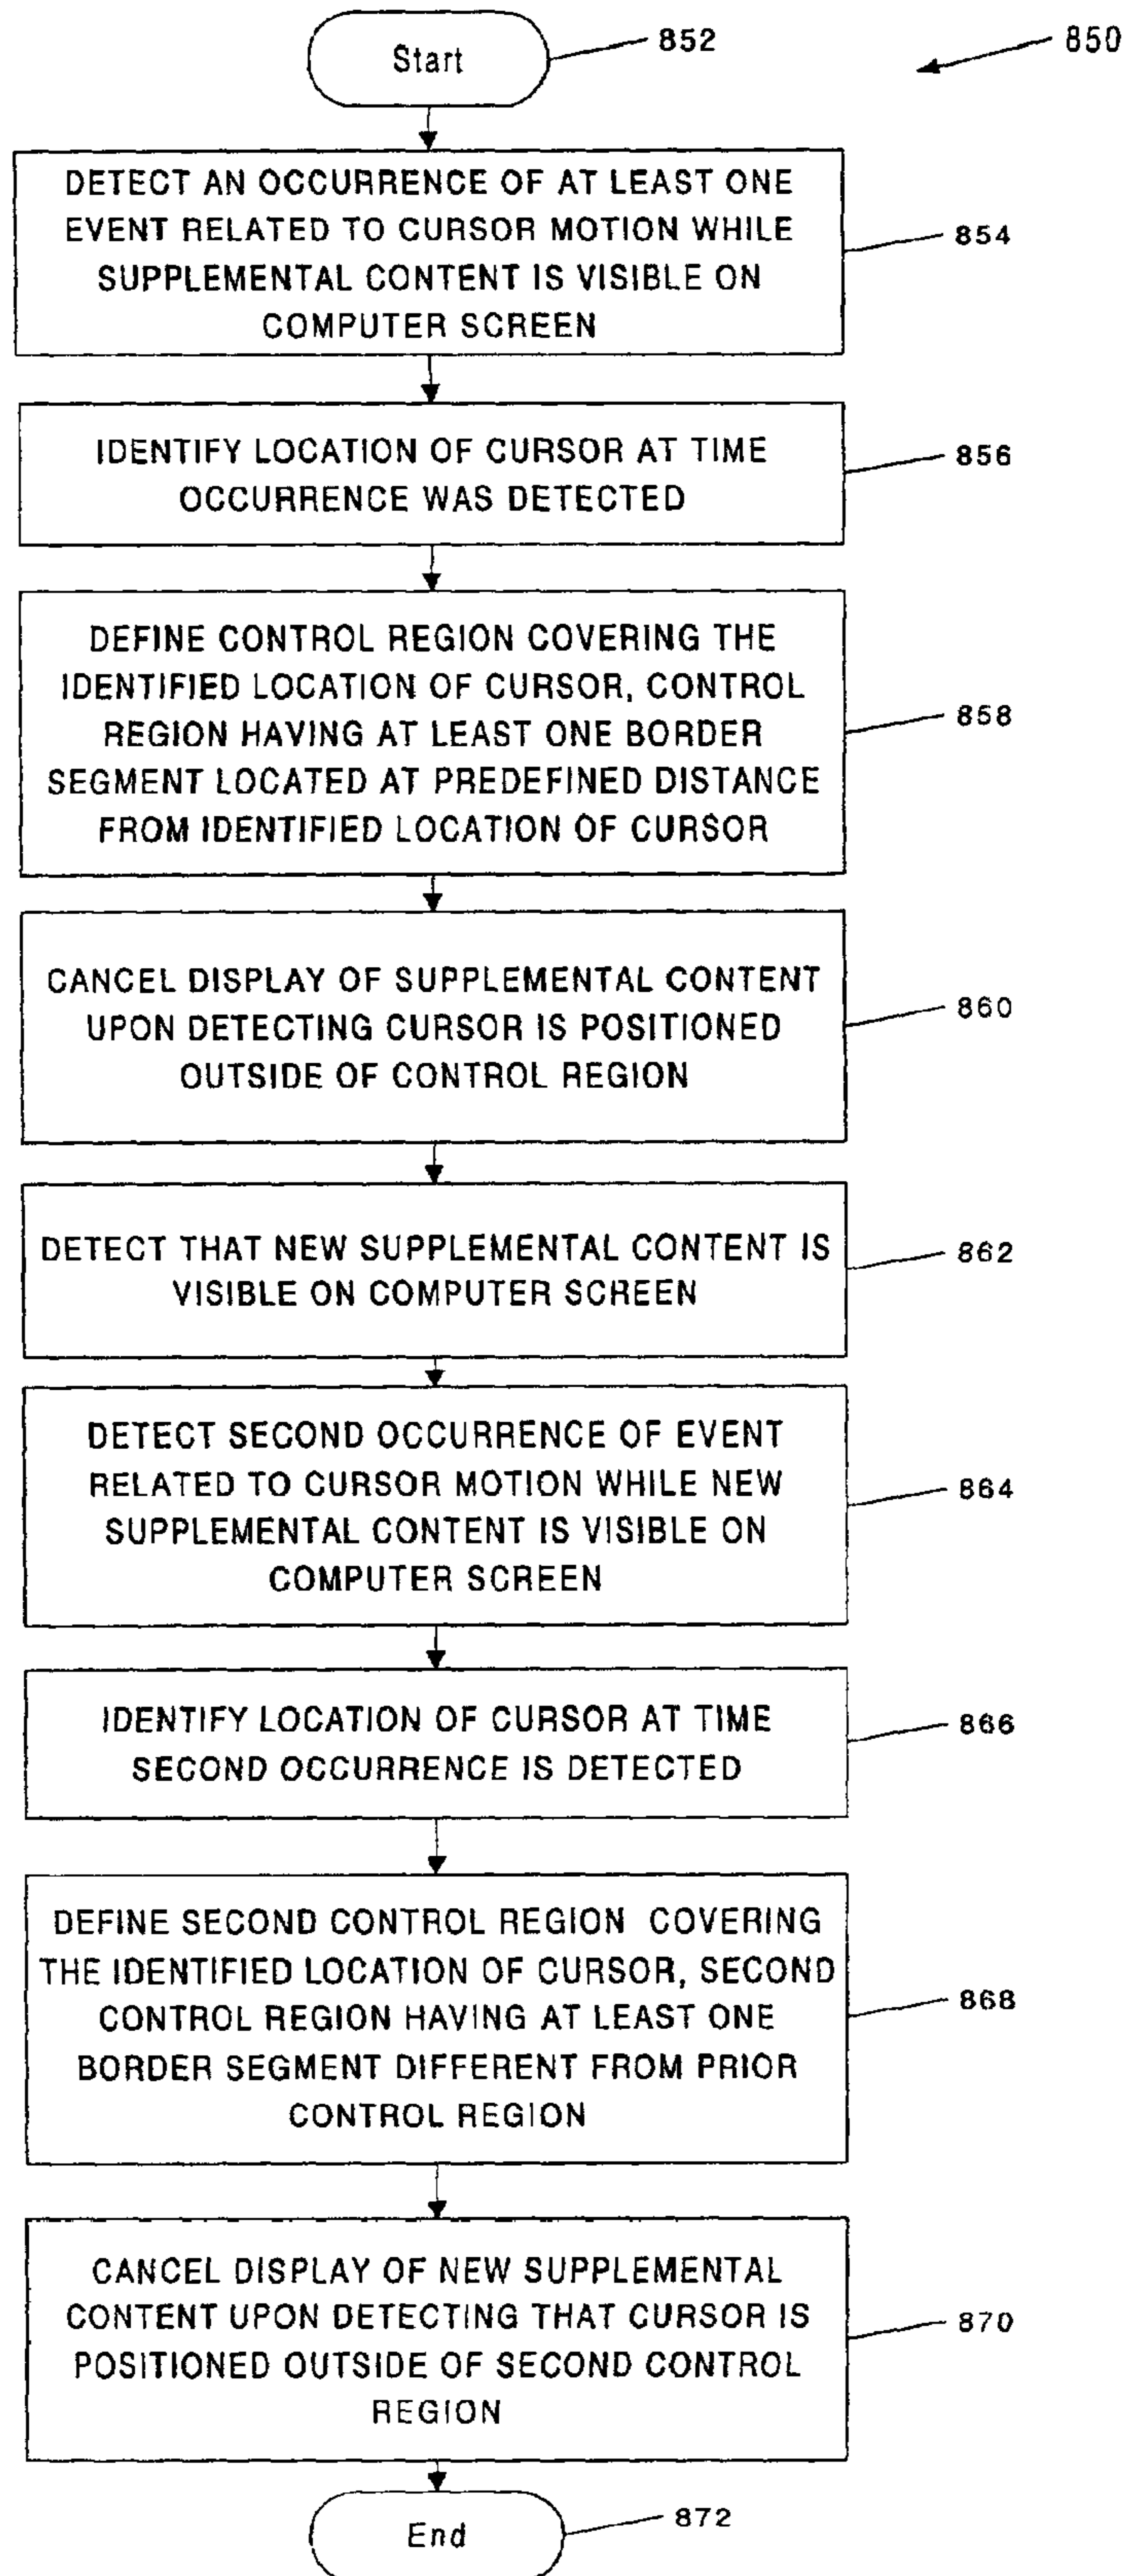 Start
852
850
DETECT AN OCCURRENCE OF AT LEAST ONE
EVENT RELATED TO CURSOR MOTION WHILE
SUPPLEMENTAL CONTENT IS VISIBLE ON
COMPUTER SCREEN
854
IDENTIFY LOCATION OF CURSOR AT TIME
OCCURRENCE WAS DETECTED
856
DEFINE CONTROL REGION COVERING THE
IDENTIFIED LOCATION OF CURSOR, CONTROL
REGION HAVING AT LEAST ONE BORDER
SEGMENT LOCATED AT PREDEFINED DISTANCE
FROM IDENTIFIED LOCATION OF CURSOR
858
CANCEL DISPLAY OF SUPPLEMENTAL CONTENT
UPON DETECTING CURSOR IS POSITIONED
OUTSIDE OF CONTROL REGION
860
DETECT THAT NEW SUPPLEMENTAL CONTENT IS
VISIBLE ON COMPUTER SCREEN
862
DETECT SECOND OCCURRENCE OF EVENT
RELATED TO CURSOR MOTION WHILE NEW
SUPPLEMENTAL CONTENT IS VISIBLE ON
COMPUTER SCREEN
864
IDENTIFY LOCATION OF CURSOR AT TIME
SECOND OCCURRENCE IS DETECTED
866
DEFINE SECOND CONTROL REGION COVERING
THE IDENTIFIED LOCATION OF CURSOR, SECOND
CONTROL REGION HAVING AT LEAST ONE
BORDER SEGMENT DIFFERENT FROM PRIOR
CONTROL REGION
868
CANCEL DISPLAY OF NEW SUPPLEMENTAL
CONTENT UPON DETECTING THAT CURSOR IS
POSITIONED OUTSIDE OF SECOND CONTROL
REGION
870
End
872